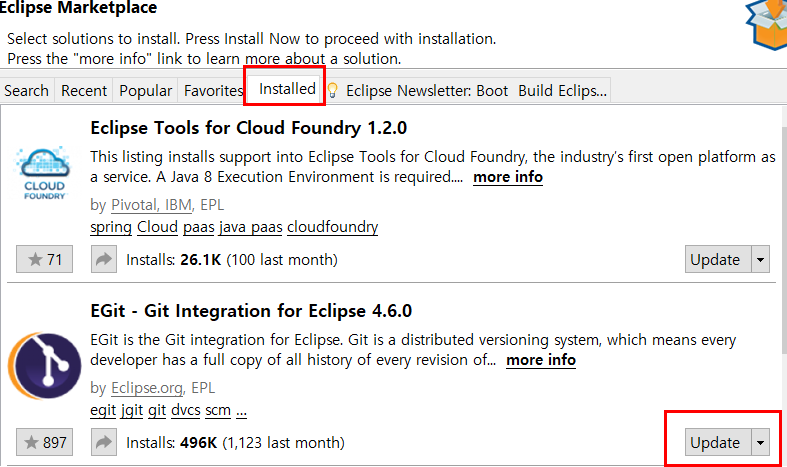 Eclipse Marketplace
Select solutions to install. Press Install Now to proceed with installation.
Press the "more info" link to learn more about a solution.
Search Recent Popular Favorites Installed Eclipse Newsletter: Boot Build Eclips...
Eclipse Tools for Cloud Foundry 1.2.0
This listing installs support into Eclipse Tools for Cloud Foundry, the industry's first open platform as
a service. A Java 8 Execution Environment is required.... more info
CLOUD
FOUNDRY
by Pivotal, IBM, EPL
spring Cloud paas java paas cloudfoundry
71 Installs: 26.1K (100 last month) Update
EGit - Git Integration for Eclipse 4.6.0
EGit is the Git integration for Eclipse. Git is a distributed versioning system, which means every
developer has a full copy of all history of every revision of... more info
by Eclipse.org, EPL
egit jgit git dvcs scm ...
897 Installs: 496K (1,123 last month) Update